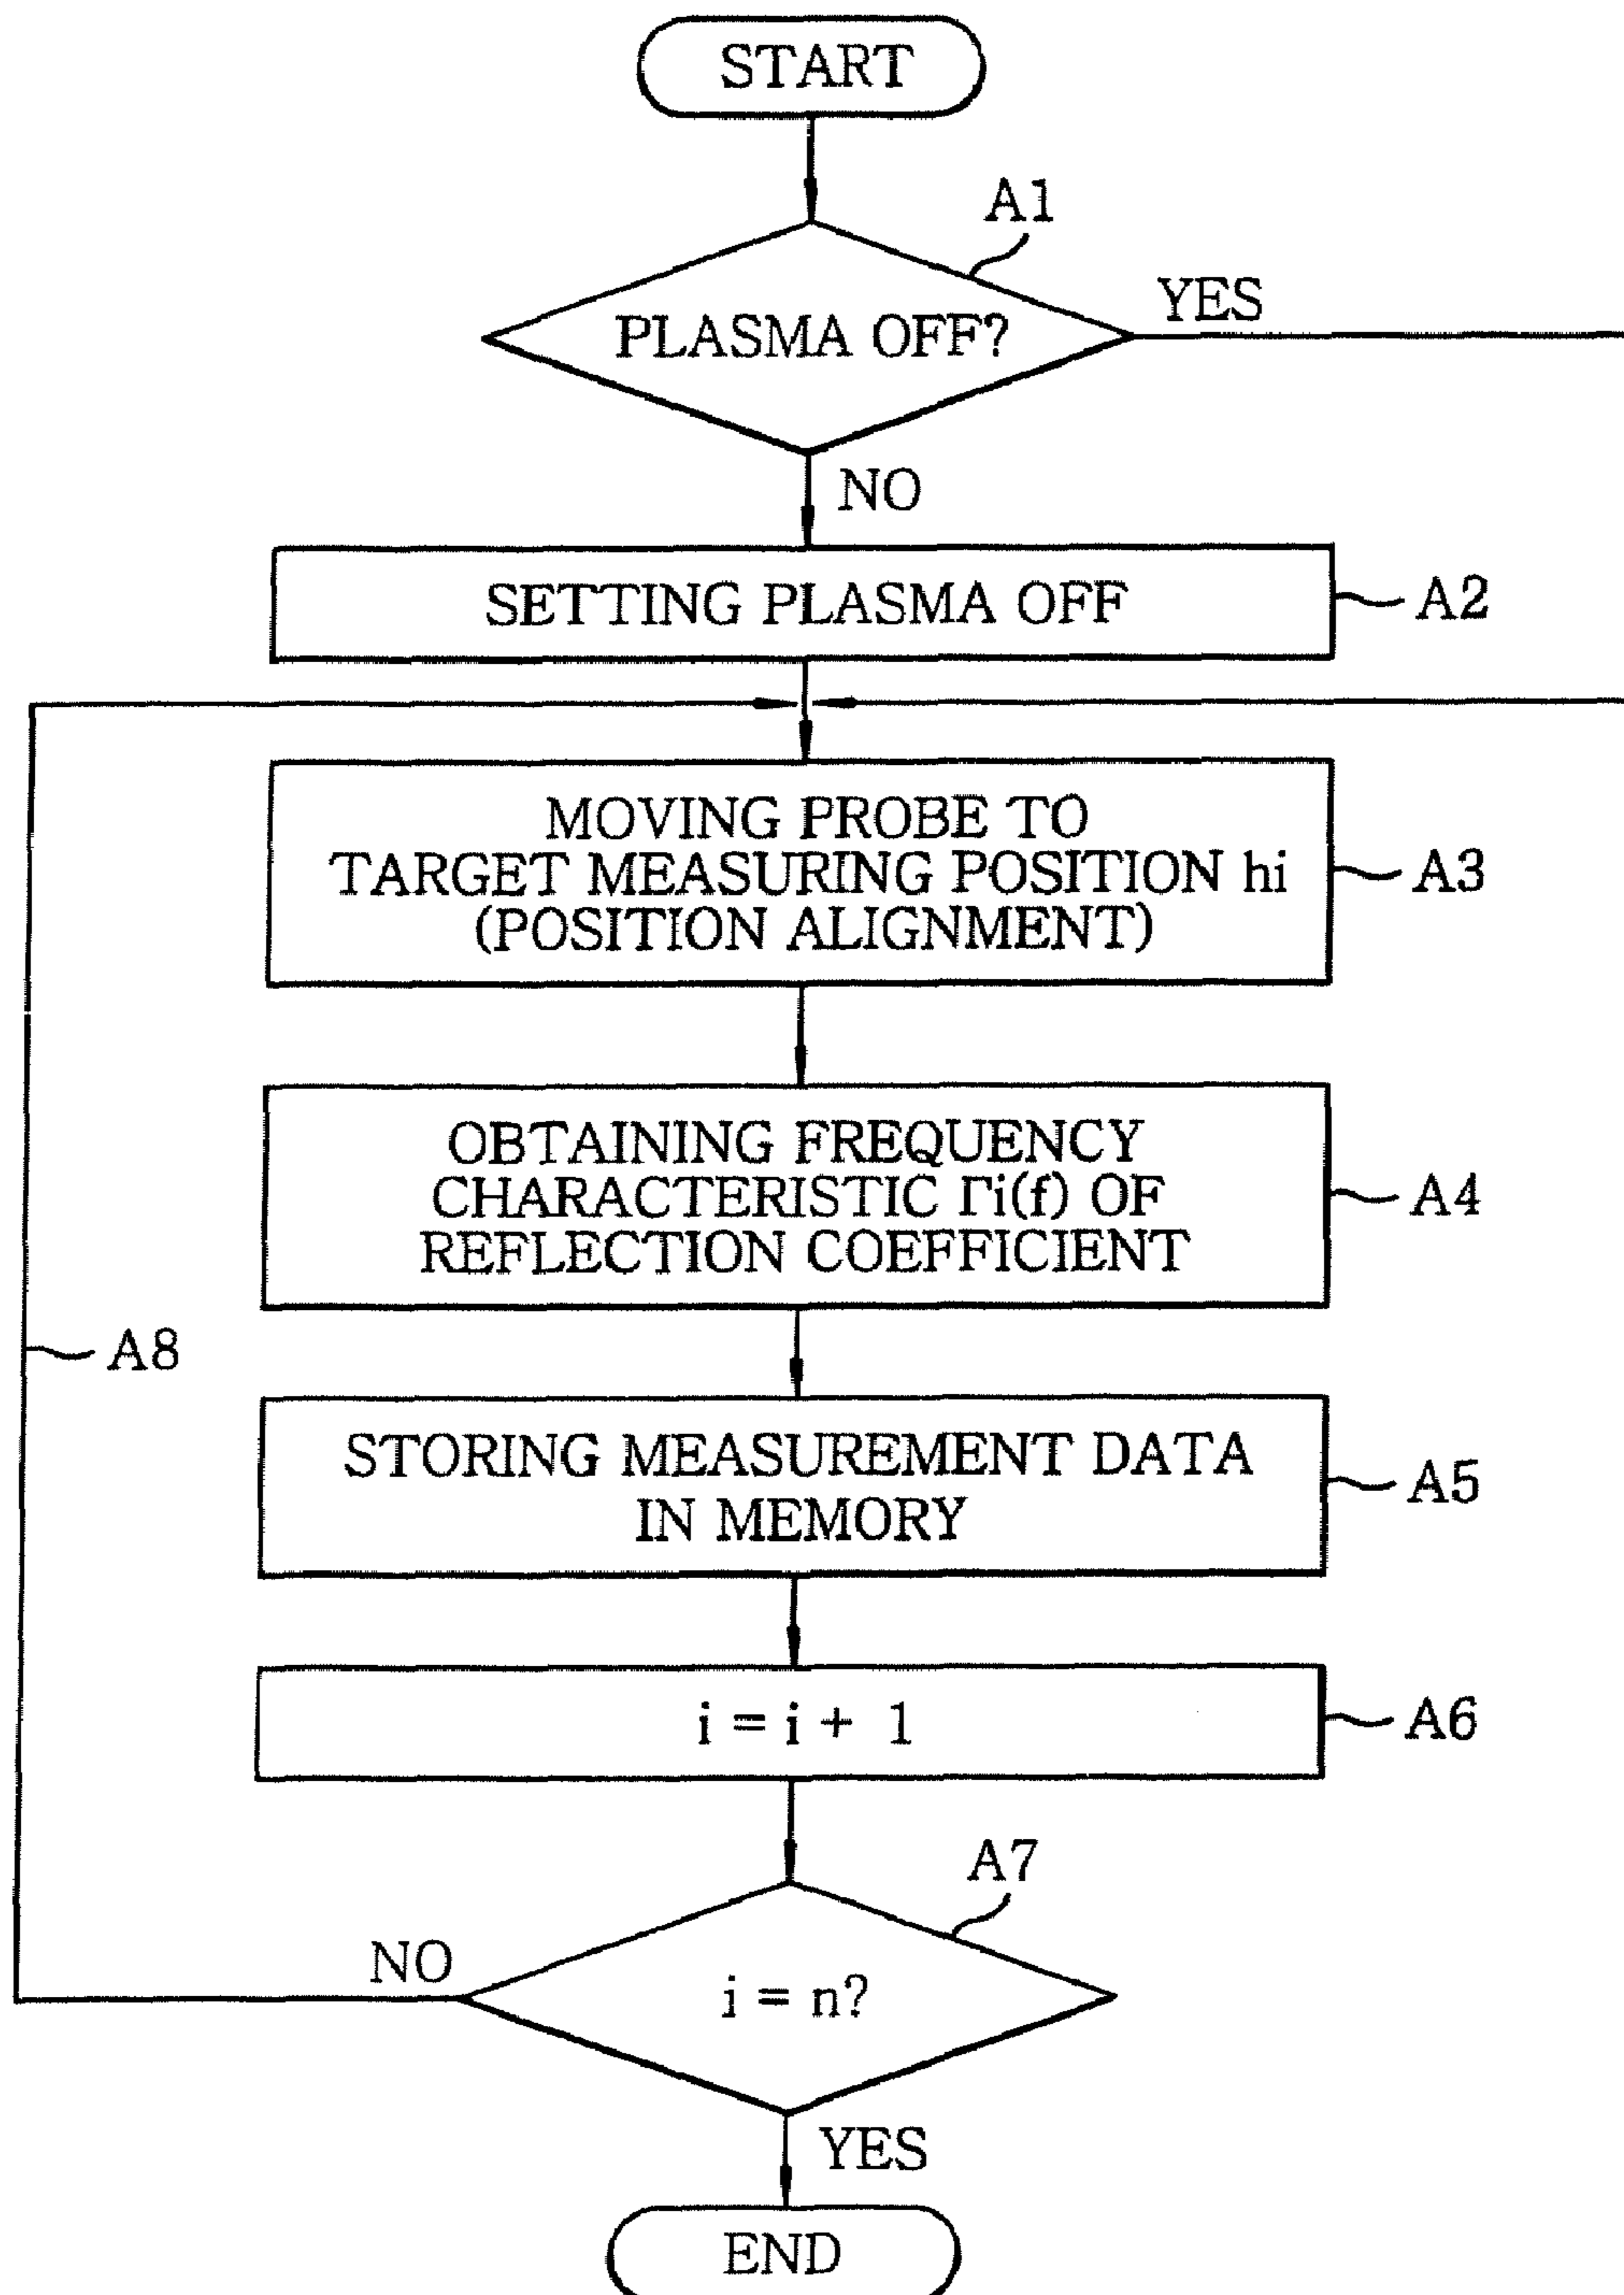 START
A1
YES
PLASMA OFF?
NO
SETTING PLASMA OFF
A2
MOVING PROBE TO
TARGET MEASURING POSITION hi
(POSITION ALIGNMENT)
A3
OBTAINING FREQUENCY
CHARACTERISTIC Γi(f) OF
REFLECTION COEFFICIENT
A4
A8
STORING MEASUREMENT DATA
IN MEMORY
A5
i = i + 1
A6
A7
NO
i = n?
YES
END